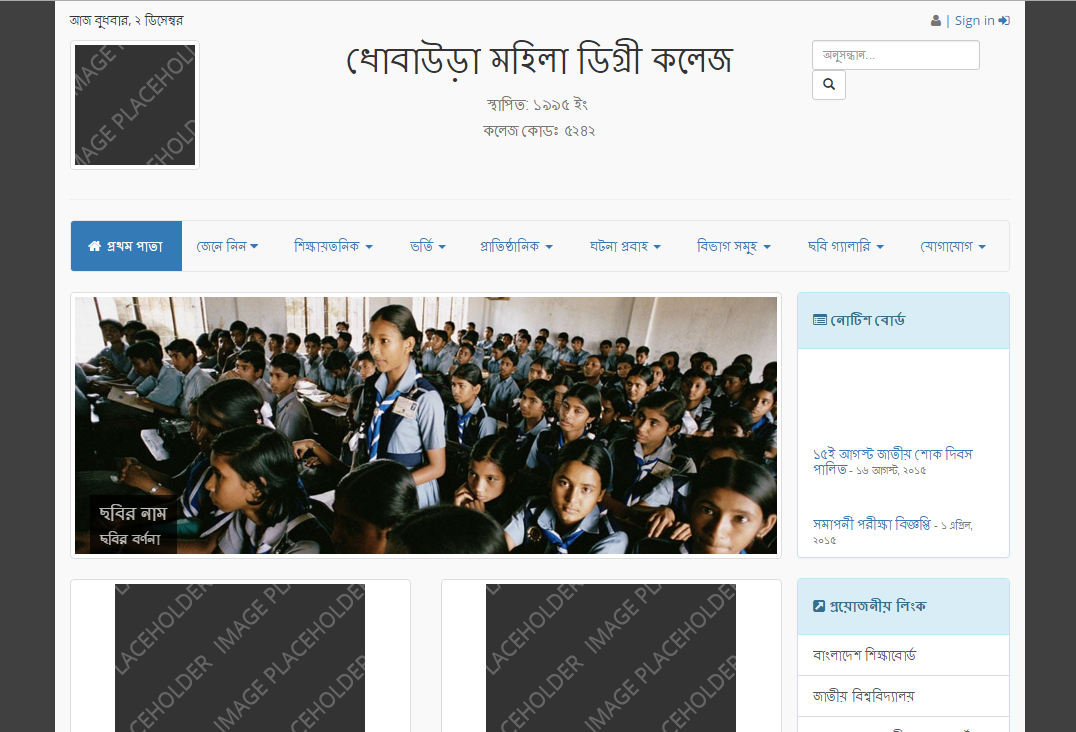 আজ বুধবার, ২ ডিসেম্বর
| Sign in
ধোবাউড়া মহিলা ডিগ্রী কলেজ
স্থাপিত: ১৯৯৫ ইং
কলেজ কোডঃ ৫২৪২
অনুসন্ধান...
IMAGE PLACEHOLDER
প্রথম পাতা
জেনে নিন
শিক্ষায়তনিক
ভর্তি
প্রাতিষ্ঠানিক
ঘটনা প্রবাহ
বিভাগ সমূহ
ছবি গ্যালারি
যোগাযোগ
ছবির নাম
ছবির বর্ণনা
নোটিশ বোর্ড
১৫ই আগস্ট জাতীয় শোক দিবস
পালিত - ১৬ আগস্ট, ২০১৫
সমাপনী পরীক্ষা বিজ্ঞপ্তি - ১ এপ্রিল,
২০১৫
IMAGE PLACEHOLDER
IMAGE PLACEHOLDER
প্রয়োজনীয় লিংক
বাংলাদেশ শিক্ষাবোর্ড
জাতীয় বিশ্ববিদ্যালয়